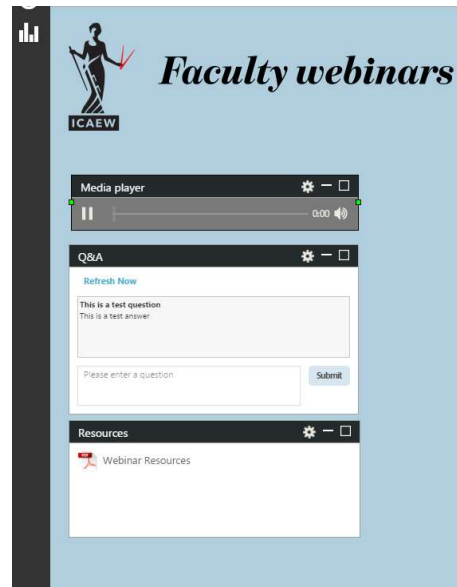 Faculty webinars
ICAEW
Media player
0:00
Q&A
Refresh Now
This is a test question
This is a test answer
Please enter a question
Submit
Resources
PDF
Webinar Resources